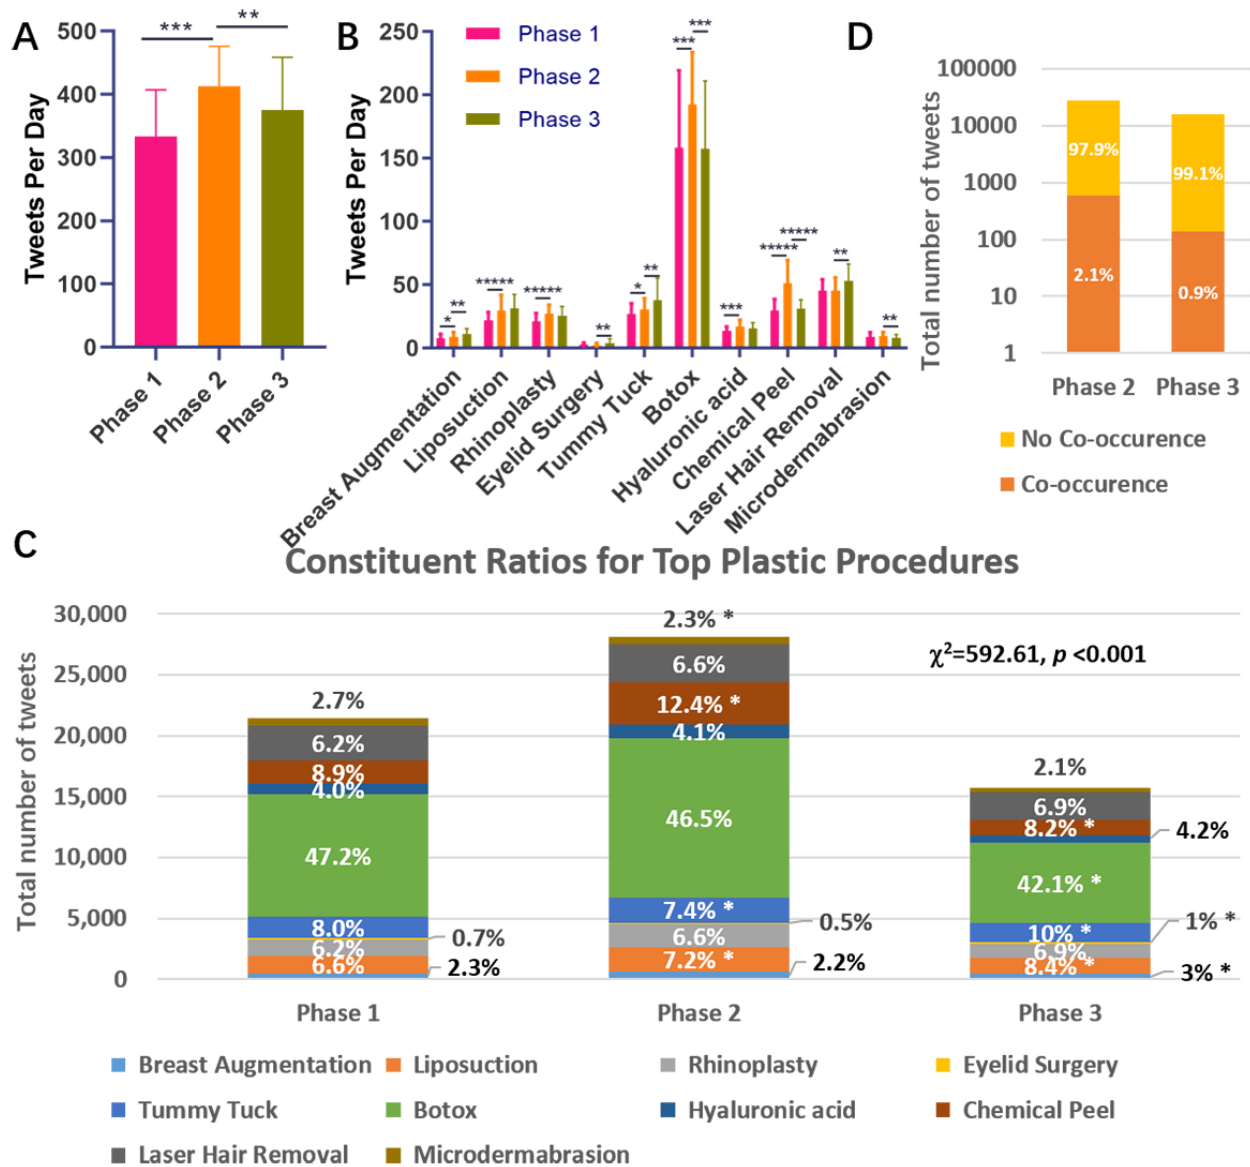 A
Tweets Per Day
500
400
300
200
100
0
***
**
Phase 1
Phase 2
Phase 3
B
Tweets Per Day
250
200
150
100
50
0
Phase 1
Phase 2
Phase 3
*
**
*****
*****
**
*
**
***
***
***
*****
*****
**
**
Breast Augmentation
Liposuction
Rhinoplasty
Eyelid Surgery
Tummy Tuck
Botox
Hyaluronic acid
Chemical Peel
Laser Hair Removal
Microdermabrasion
D
Total number of tweets
100000
10000
1000
100
10
1
97.9%
2.1%
99.1%
0.9%
Phase 2
Phase 3
No Co-occurence
Co-occurence
C
Constituent Ratios for Top Plastic Procedures
Total number of tweets
30,000
25,000
20,000
15,000
10,000
5,000
0
χ²=592.61, p <0.001
2.7%
6.2%
8.9%
4.0%
47.2%
8.0%
0.7%
6.2%
6.6%
2.3%
Phase 1
2.3% *
6.6%
12.4% *
4.1%
46.5%
7.4% *
0.5%
6.6%
7.2% *
2.2%
Phase 2
2.1%
6.9%
8.2% *
4.2%
42.1% *
10% *
1% *
6.9%
8.4% *
3% *
Phase 3
Breast Augmentation
Liposuction
Rhinoplasty
Eyelid Surgery
Tummy Tuck
Botox
Hyaluronic acid
Chemical Peel
Laser Hair Removal
Microdermabrasion